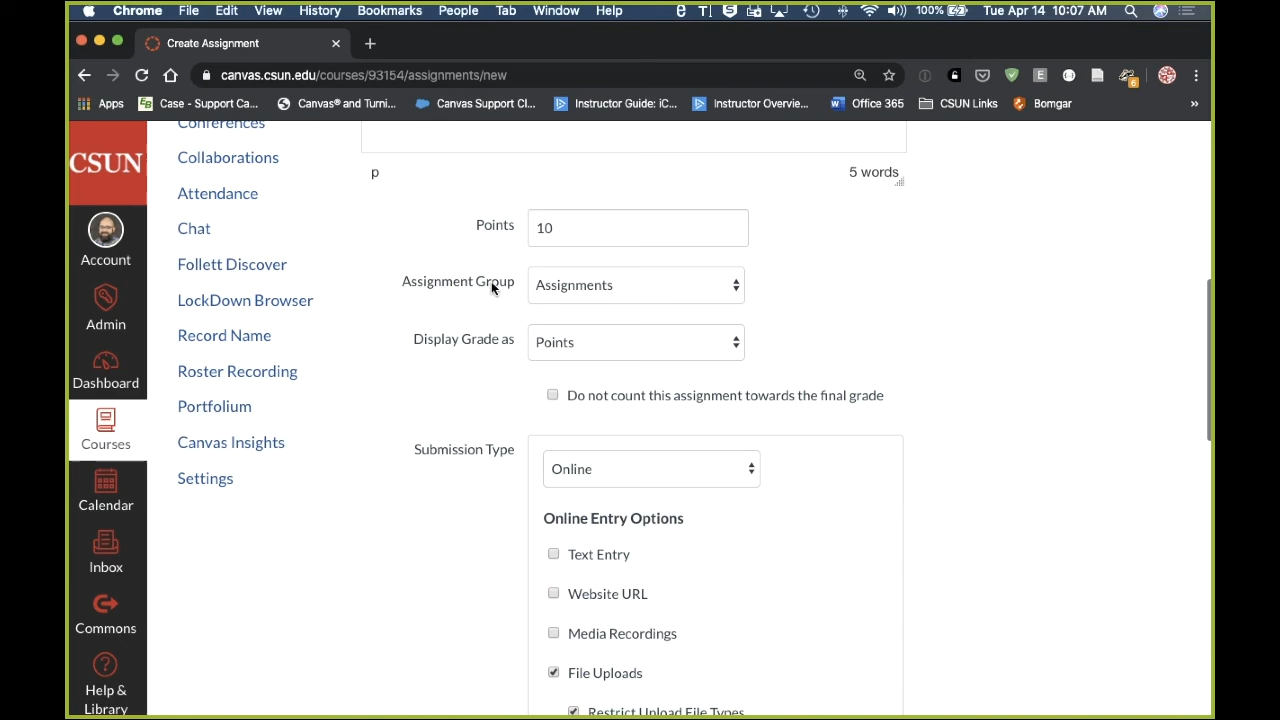 Chrome File Edit View History Bookmarks People Tab Window Help 100% Tue Apr 14 10:07 AM
Create Assignment
canvas.csun.edu/courses/93154/assignments/new
Apps Case - Support Ca... Canvas® and Turni... Canvas Support Cl... Instructor Guide: iC... Instructor Overvie... Office 365 CSUN Links Bomgar »
CSUN
Account
Admin
Dashboard
Courses
Calendar
Inbox
Commons
Help &
Library
Conferences
Collaborations
Attendance
Chat
Follett Discover
LockDown Browser
Record Name
Roster Recording
Portfolium
Canvas Insights
Settings
p 5 words
Points 10
Assignment Group Assignments
Display Grade as Points
Do not count this assignment towards the final grade
Submission Type Online
Online Entry Options
Text Entry
Website URL
Media Recordings
File Uploads
Restrict Upload File Types